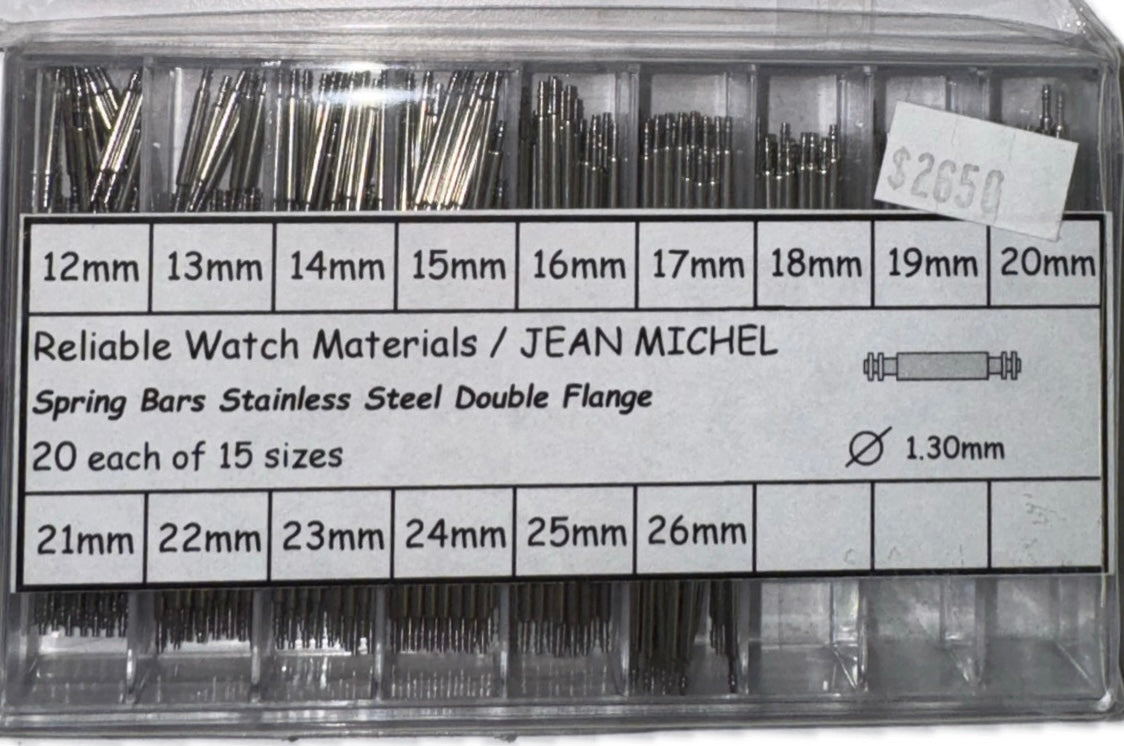 $2650
12mm 13mm 14mm 15mm 16mm 17mm 18mm 19mm 20mm
Reliable Watch Materials / JEAN MICHEL
Spring Bars Stainless Steel Double Flange
20 each of 15 sizes
Ø 1.30mm
21mm 22mm 23mm 24mm 25mm 26mm